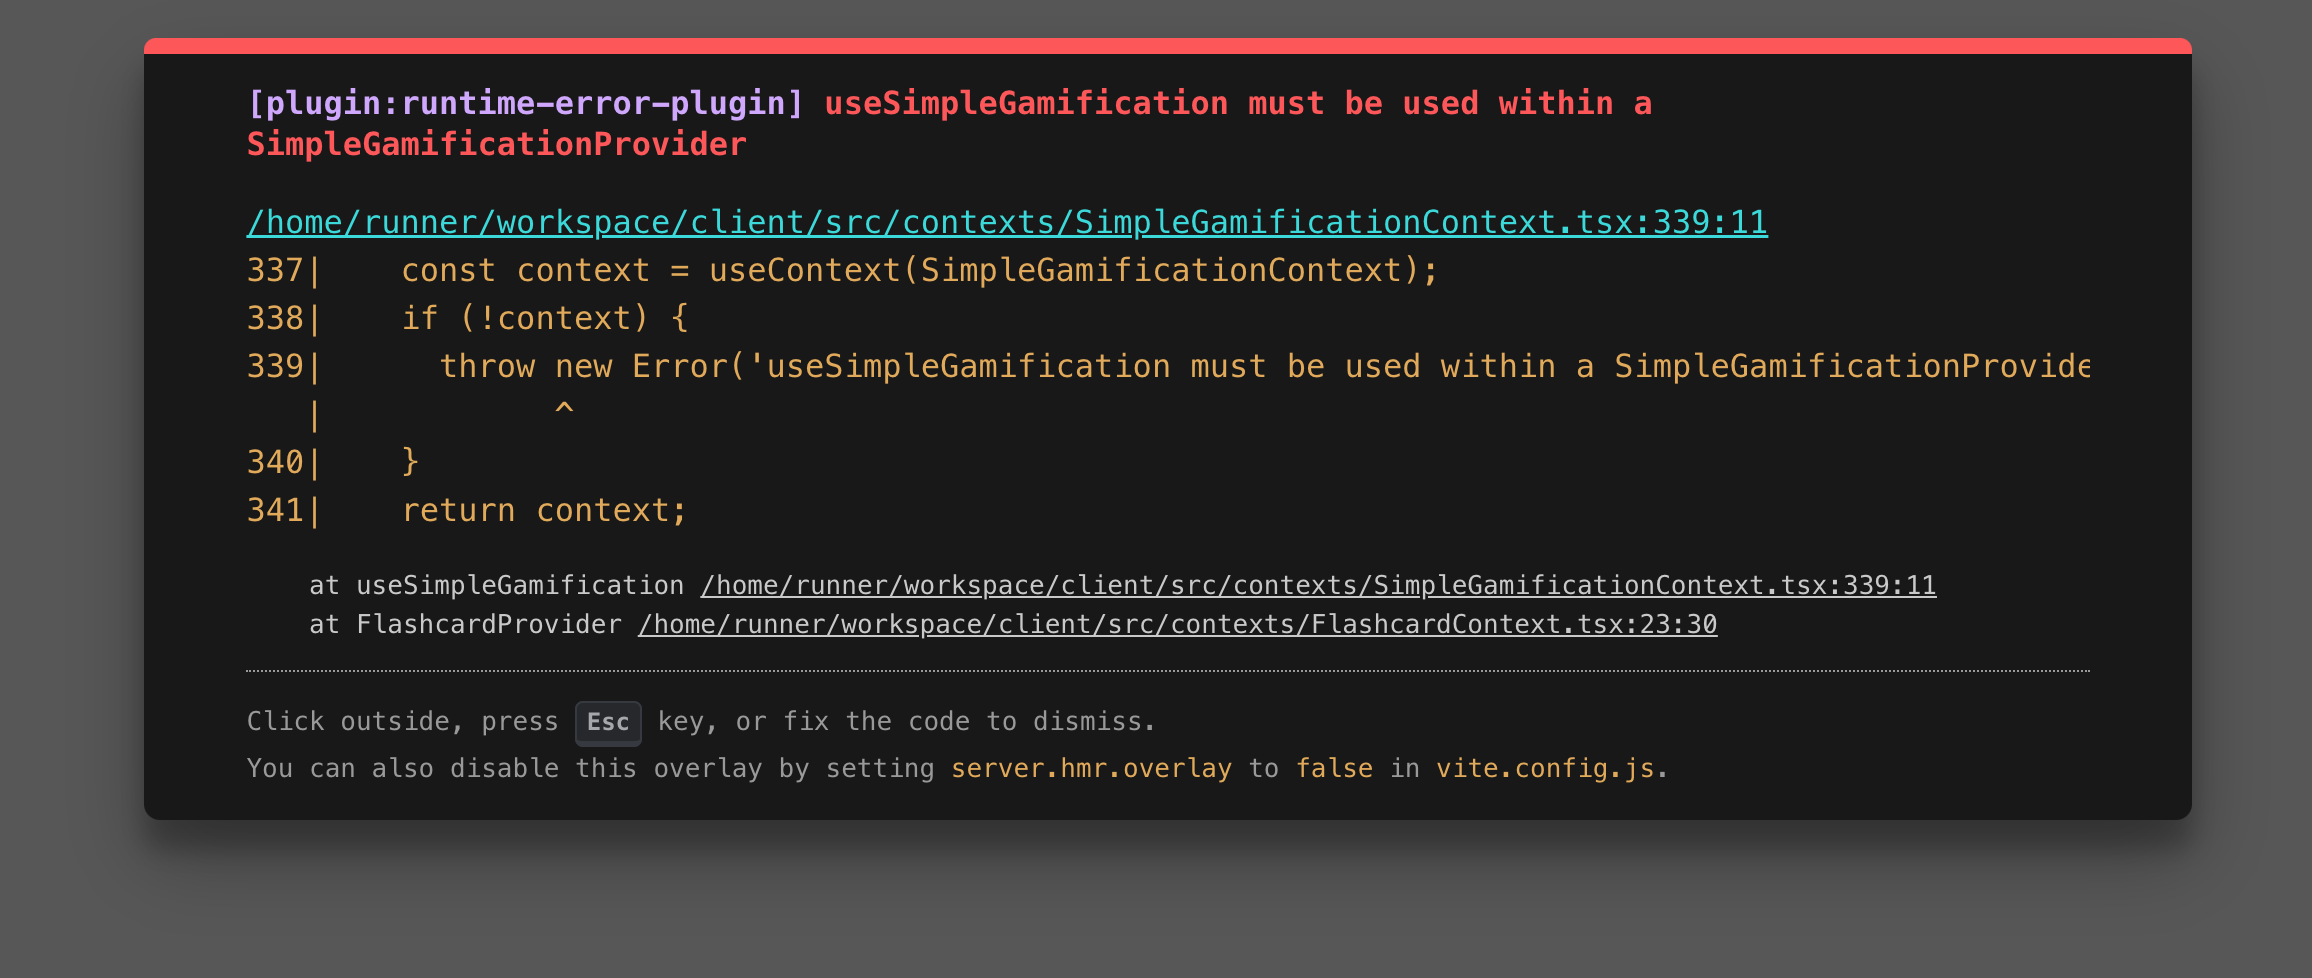 [plugin:runtime-error-plugin] useSimpleGamification must be used within a
SimpleGamificationProvider
/home/runner/workspace/client/src/contexts/SimpleGamificationContext.tsx:339:11
337|    const context = useContext(SimpleGamificationContext);
338|    if (!context) {
339|      throw new Error('useSimpleGamification must be used within a SimpleGamificationProvide
   |            ^
340|    }
341|    return context;
    at useSimpleGamification /home/runner/workspace/client/src/contexts/SimpleGamificationContext.tsx:339:11
    at FlashcardProvider /home/runner/workspace/client/src/contexts/FlashcardContext.tsx:23:30
Click outside, press Esc key, or fix the code to dismiss.
You can also disable this overlay by setting server.hmr.overlay to false in vite.config.js.